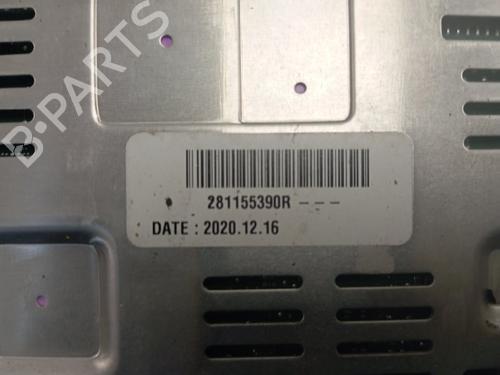 B-PARTS
281155390R ---
DATE : 2020.12.16